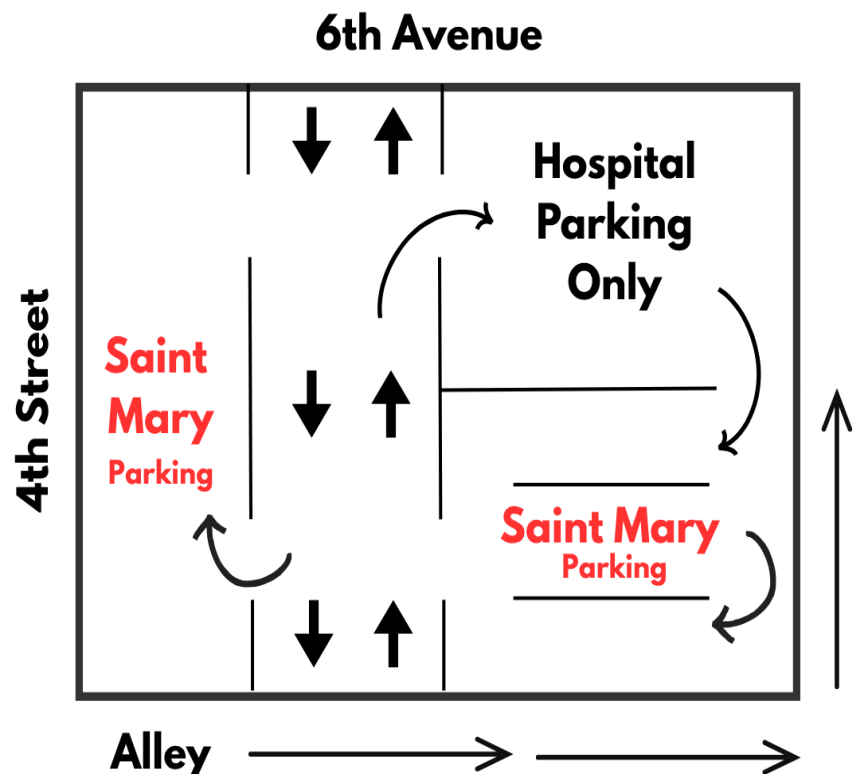 6th Avenue
Hospital
Parking
Only
4th Street
Saint
Mary
Parking
Saint Mary
Parking
Alley